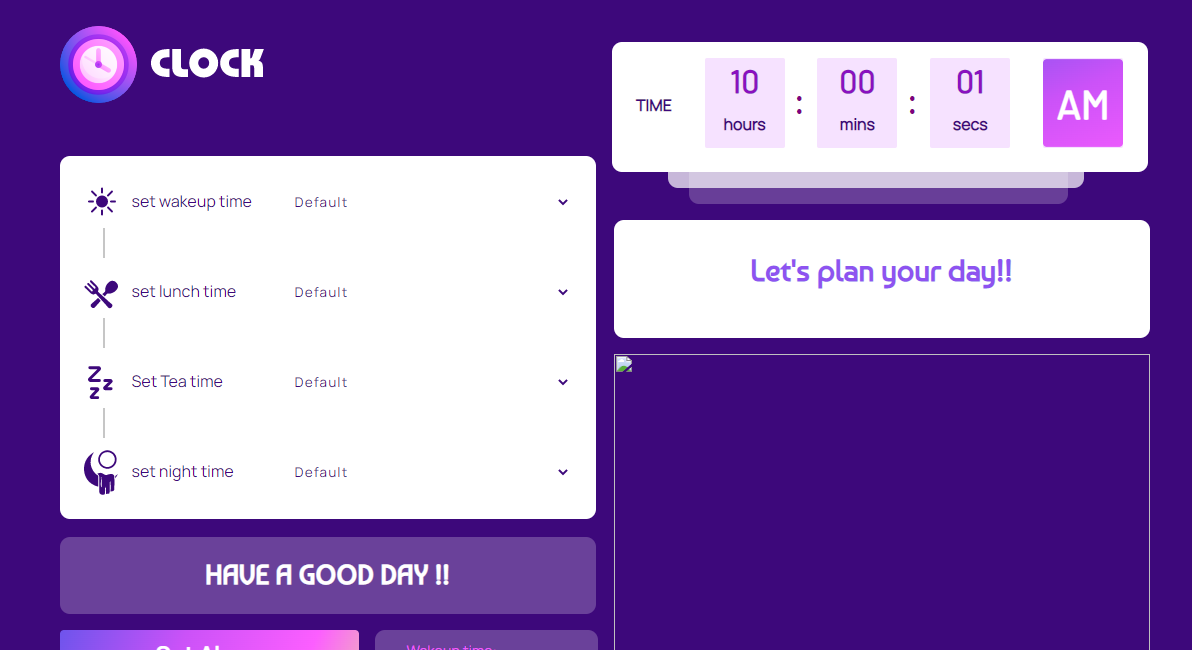 CLOCK
TIME
10
hours
:
00
mins
:
01
secs
AM
set wakeup time Default
set lunch time Default
Set Tea time Default
set night time Default
Let's plan your day!!
HAVE A GOOD DAY !!
Wakeup time